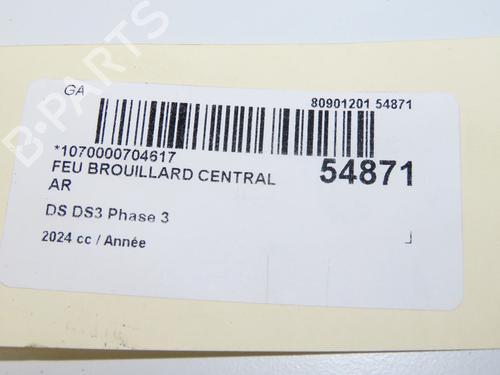 GA
80901201 54871
*1070000704617
54871
FEU BROUILLARD CENTRAL
AR
DS DS3 Phase 3
2024 cc / Année
B-PARTS